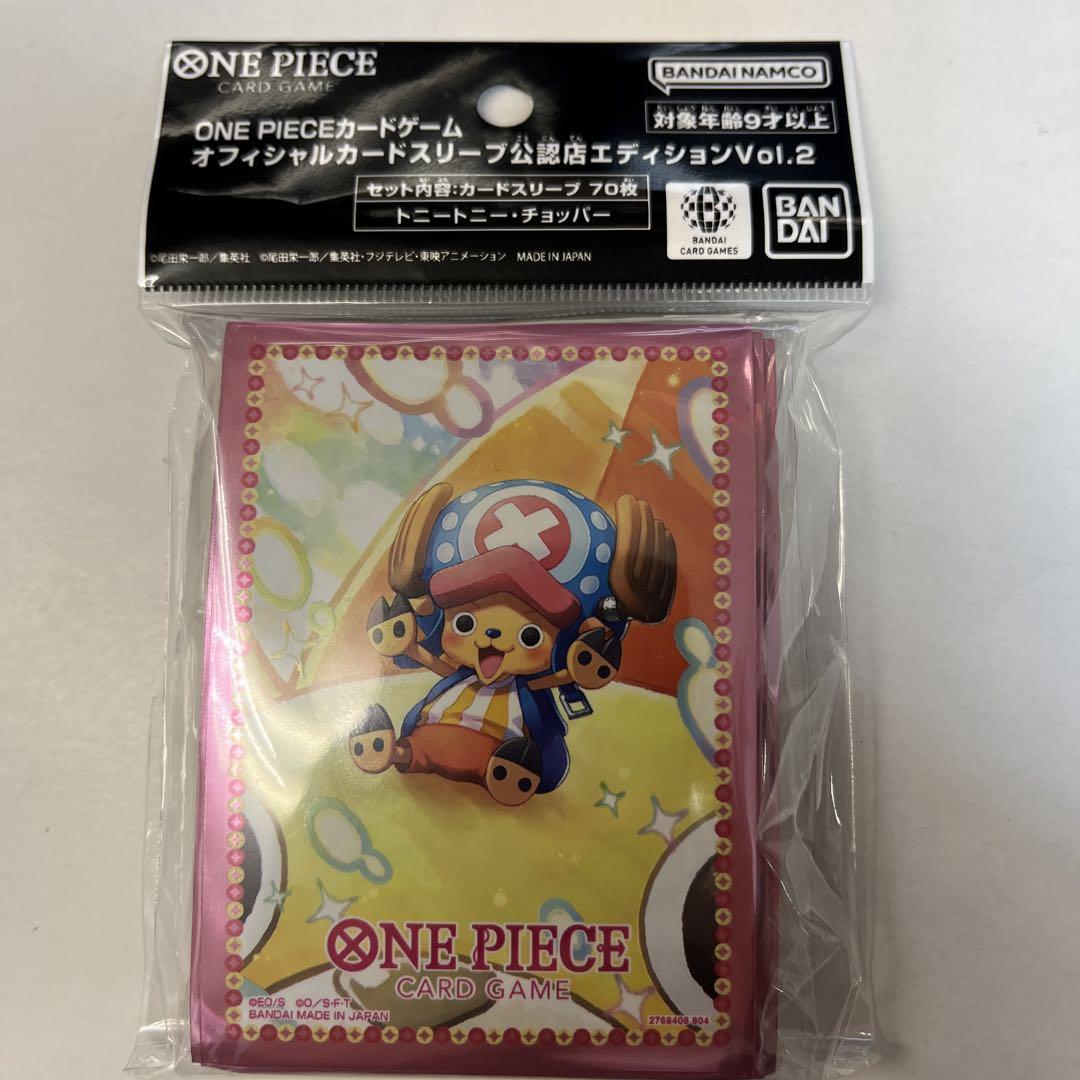 ONE PIECE
CARD GAME
BANDAI NAMCO
ONE PIECEカードゲーム
対象年齢9才以上
オフィシャルカードスリーブ公認店エディションVol.2
セット内容:カードスリーブ 70枚
トニートニー・チョッパー
BANDAI
CARD GAMES
BAN
DAI
©尾田栄一郎/集英社 ©尾田栄一郎/集英社・フジテレビ・東映アニメーション MADE IN JAPAN
ONE PIECE
CARD GAME
©EO/S ©O/S·F·T
BANDAI MADE IN JAPAN
2768408 804